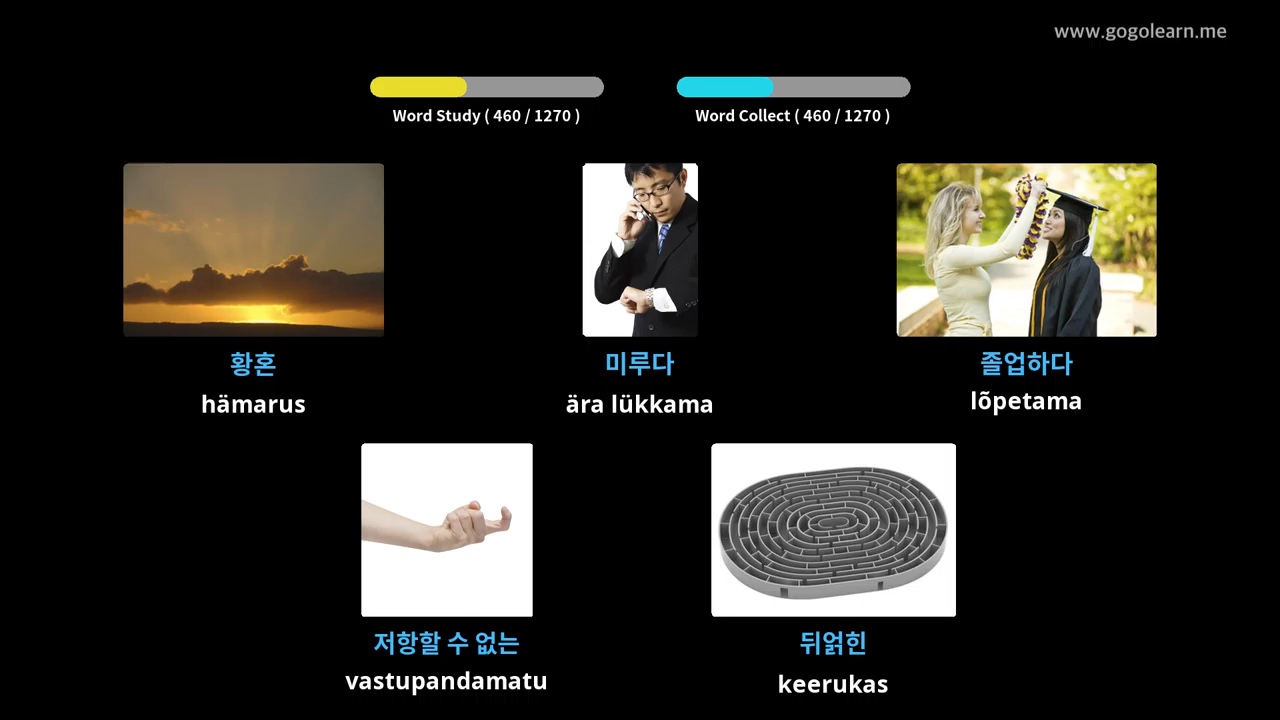 www.gogolearn.me
Word Study ( 460 / 1270 )
Word Collect ( 460 / 1270 )
황혼
hämarus
미루다
ära lükkama
졸업하다
lõpetama
저항할 수 없는
vastupandamatu
뒤얽힌
keerukas